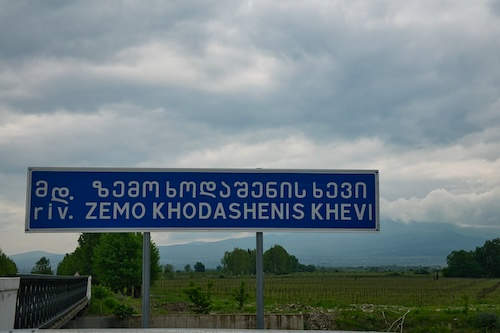 მდ. ზემო ხოდაშენის ხევი
riv. ZEMO KHODASHENIS KHEVI